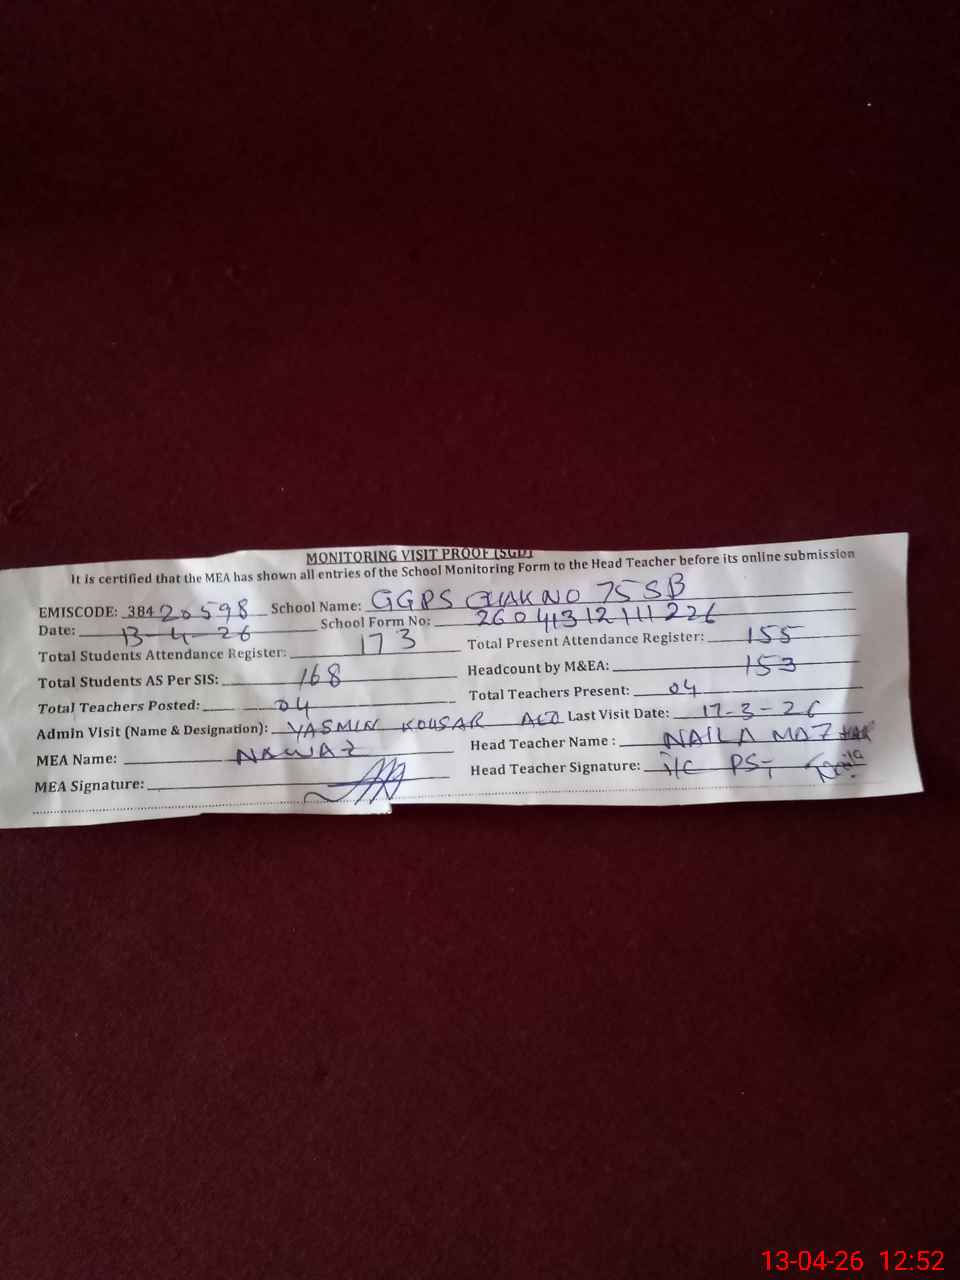 MONITORING VISIT PROOF (SGD)
It is certified that the MEA has shown all entries of the School Monitoring Form to the Head Teacher before its online submission
EMISCODE: 38420598 School Name: GGPS CHAK NO 75SB
Date: 13-4-26 School Form No: 26041312111226
Total Students Attendance Register: 173 Total Present Attendance Register: 155
Total Students AS Per SIS: 168 Headcount by M&EA: 153
Total Teachers Posted: 04 Total Teachers Present: 04
Admin Visit (Name & Designation): YASMIN KOUSAR AEO Last Visit Date: 17-3-26
MEA Name: NAWAZ Head Teacher Name : NAILA MAZHAR
MEA Signature: Head Teacher Signature: I/C PST Naila
13-04-26 12:52